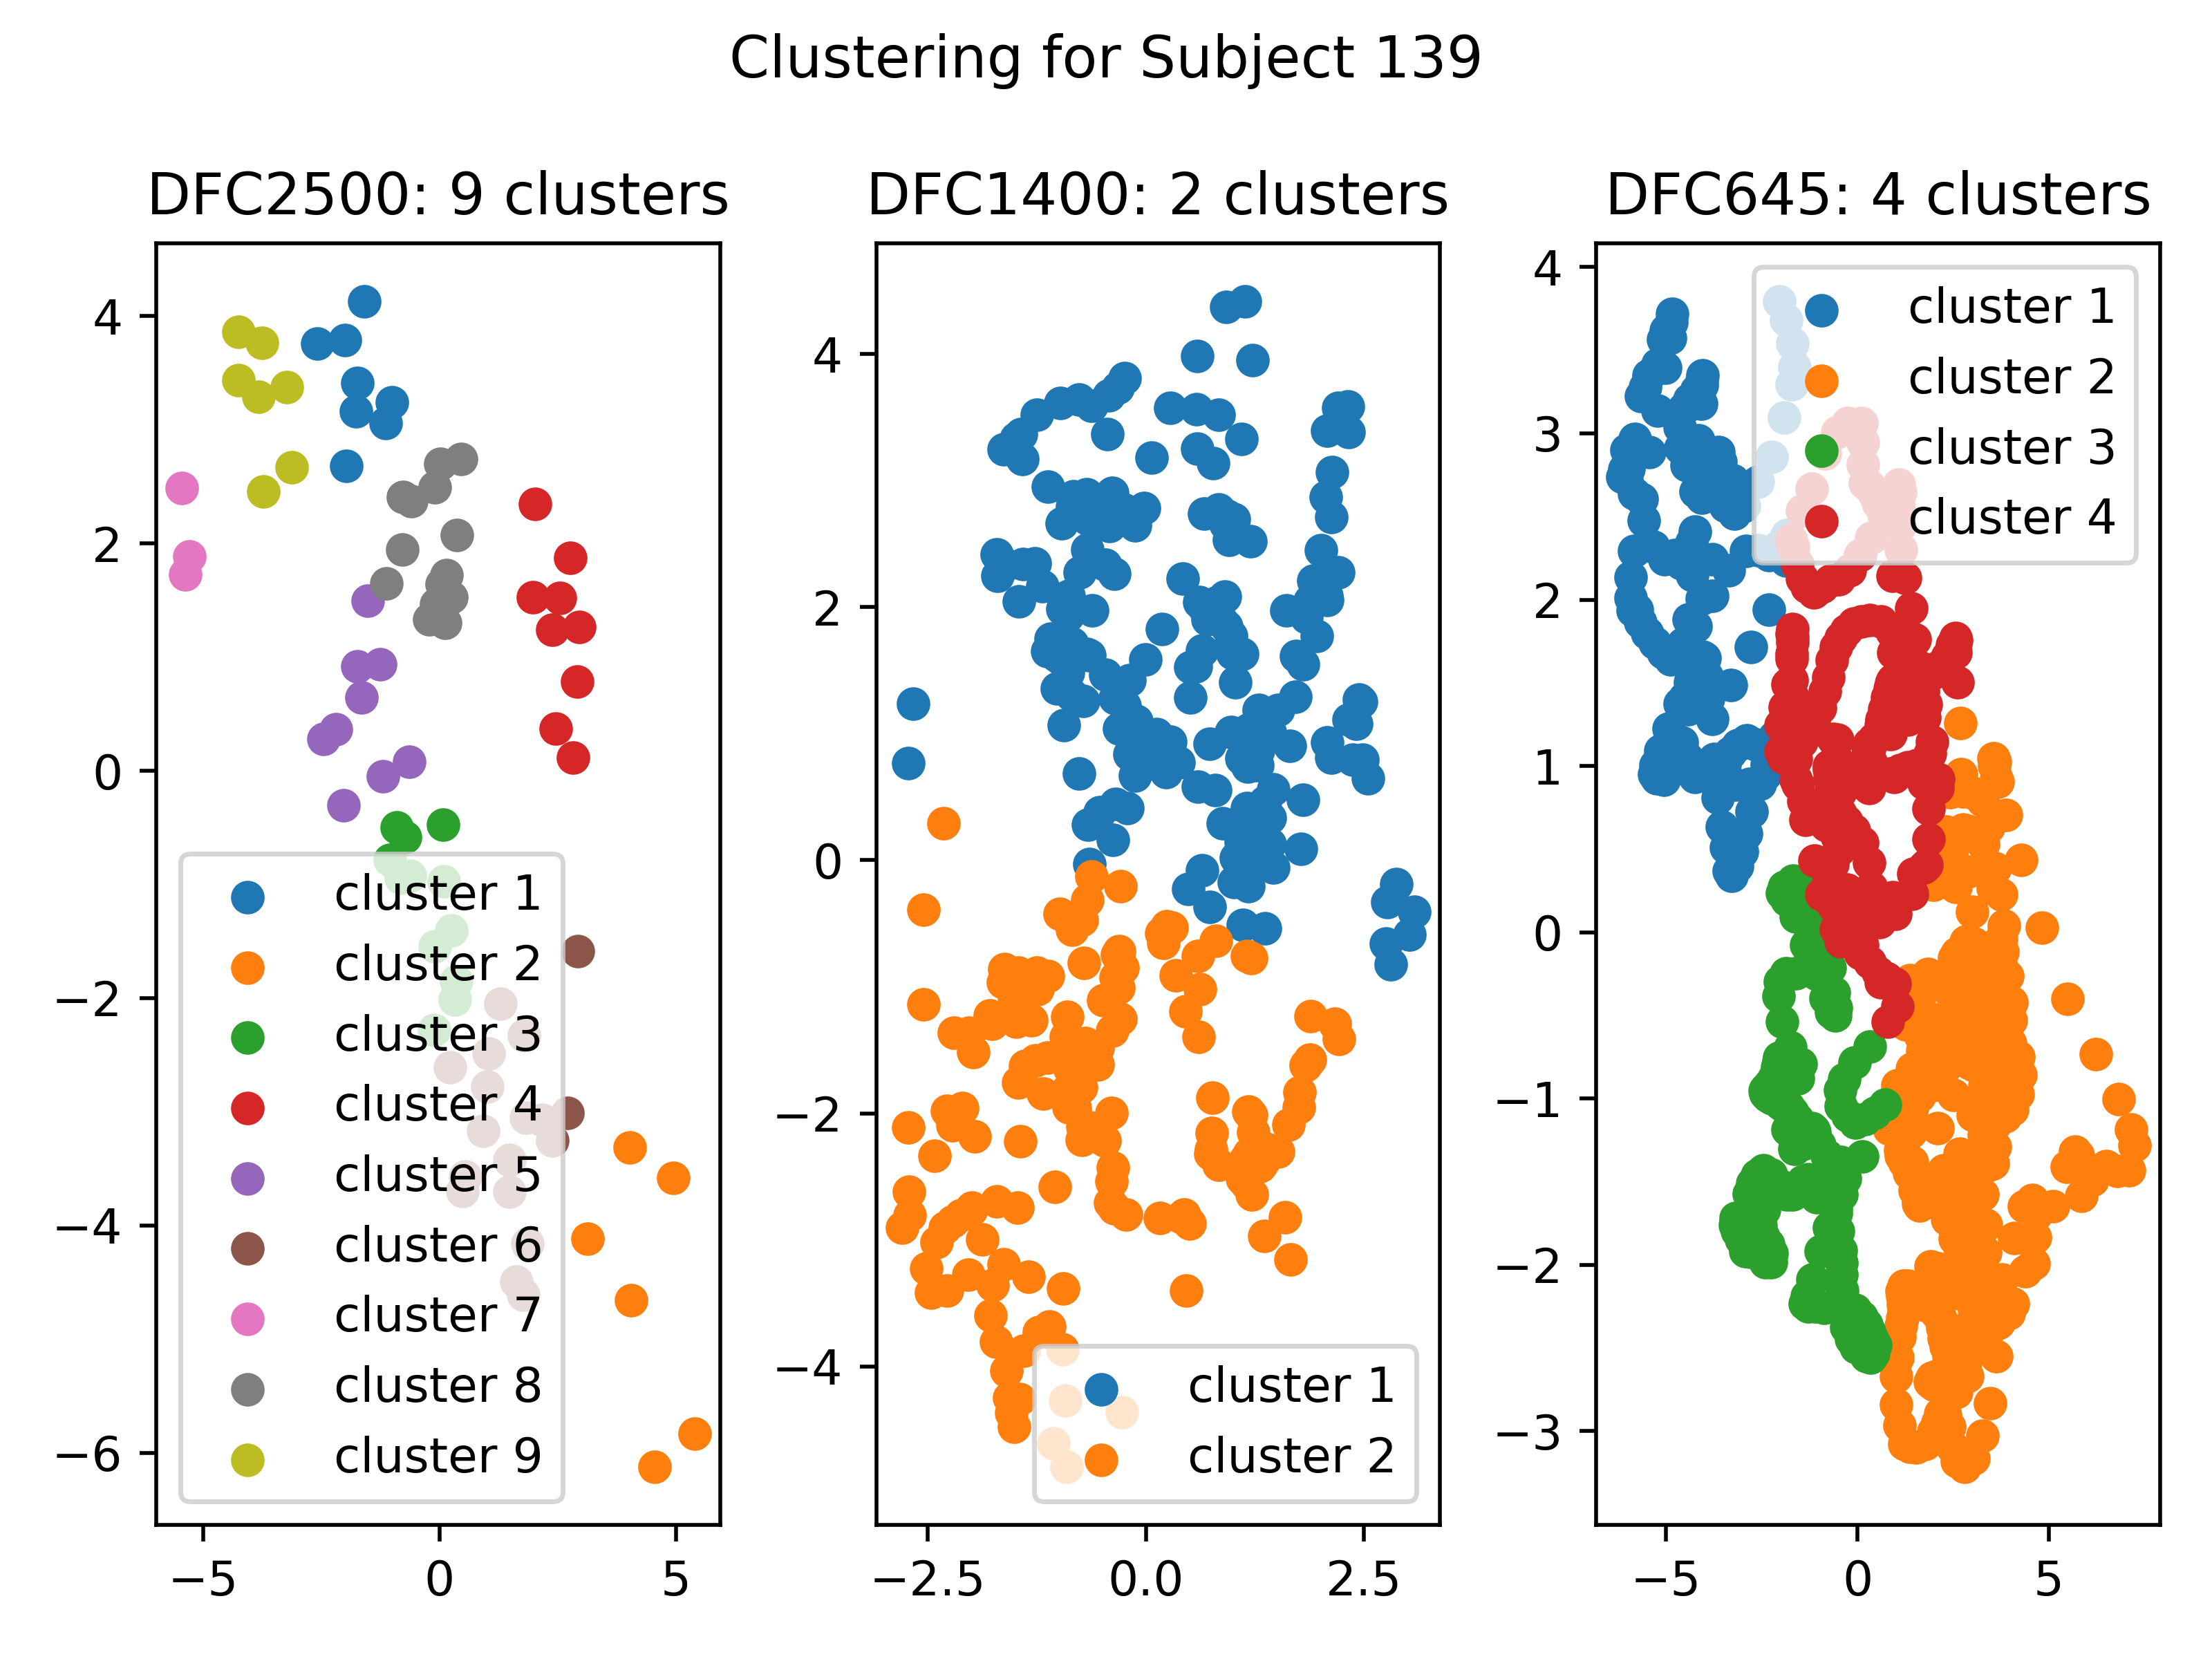 Clustering for Subject 139
DFC2500: 9 clusters
4
2
0
−2
−4
−6
−5
0
5
cluster 1
cluster 2
cluster 3
cluster 4
cluster 5
cluster 6
cluster 7
cluster 8
cluster 9
DFC1400: 2 clusters
4
2
0
−2
−4
−2.5
0.0
2.5
cluster 1
cluster 2
DFC645: 4 clusters
4
3
2
1
0
−1
−2
−3
−5
0
5
cluster 1
cluster 2
cluster 3
cluster 4